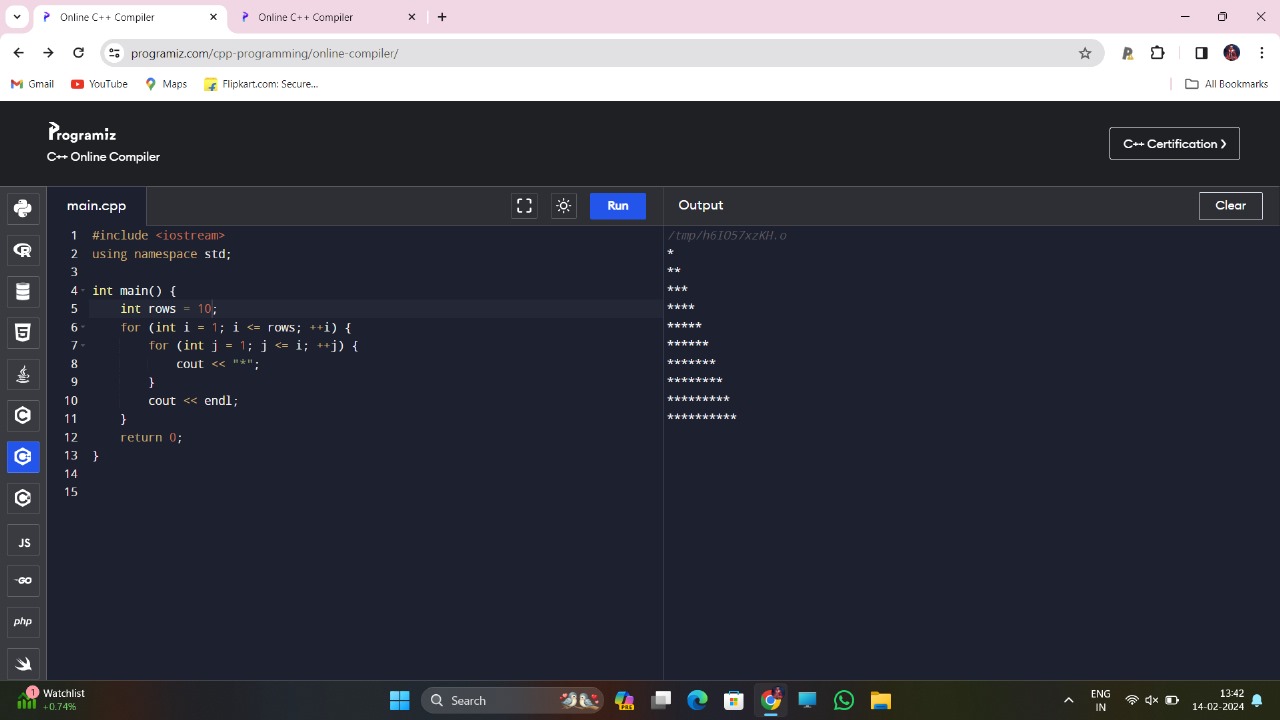 Online C++ Compiler
Online C++ Compiler
programiz.com/cpp-programming/online-compiler/
Gmail YouTube Maps Flipkart.com: Secure... All Bookmarks
Programiz
C++ Online Compiler
C++ Certification ❯
main.cpp Run Output Clear
1 #include <iostream>
2 using namespace std;
3
4 int main() {
5 int rows = 10;
6 for (int i = 1; i <= rows; ++i) {
7 for (int j = 1; j <= i; ++j) {
8 cout << "*";
9 }
10 cout << endl;
11 }
12 return 0;
13 }
14
15
/tmp/h6IO57xzKH.o
*
**
***
****
*****
******
*******
********
*********
**********
JS
GO
php
1
Watchlist
+0.74%
Search
PRE
ENG
IN
13:42
14-02-2024